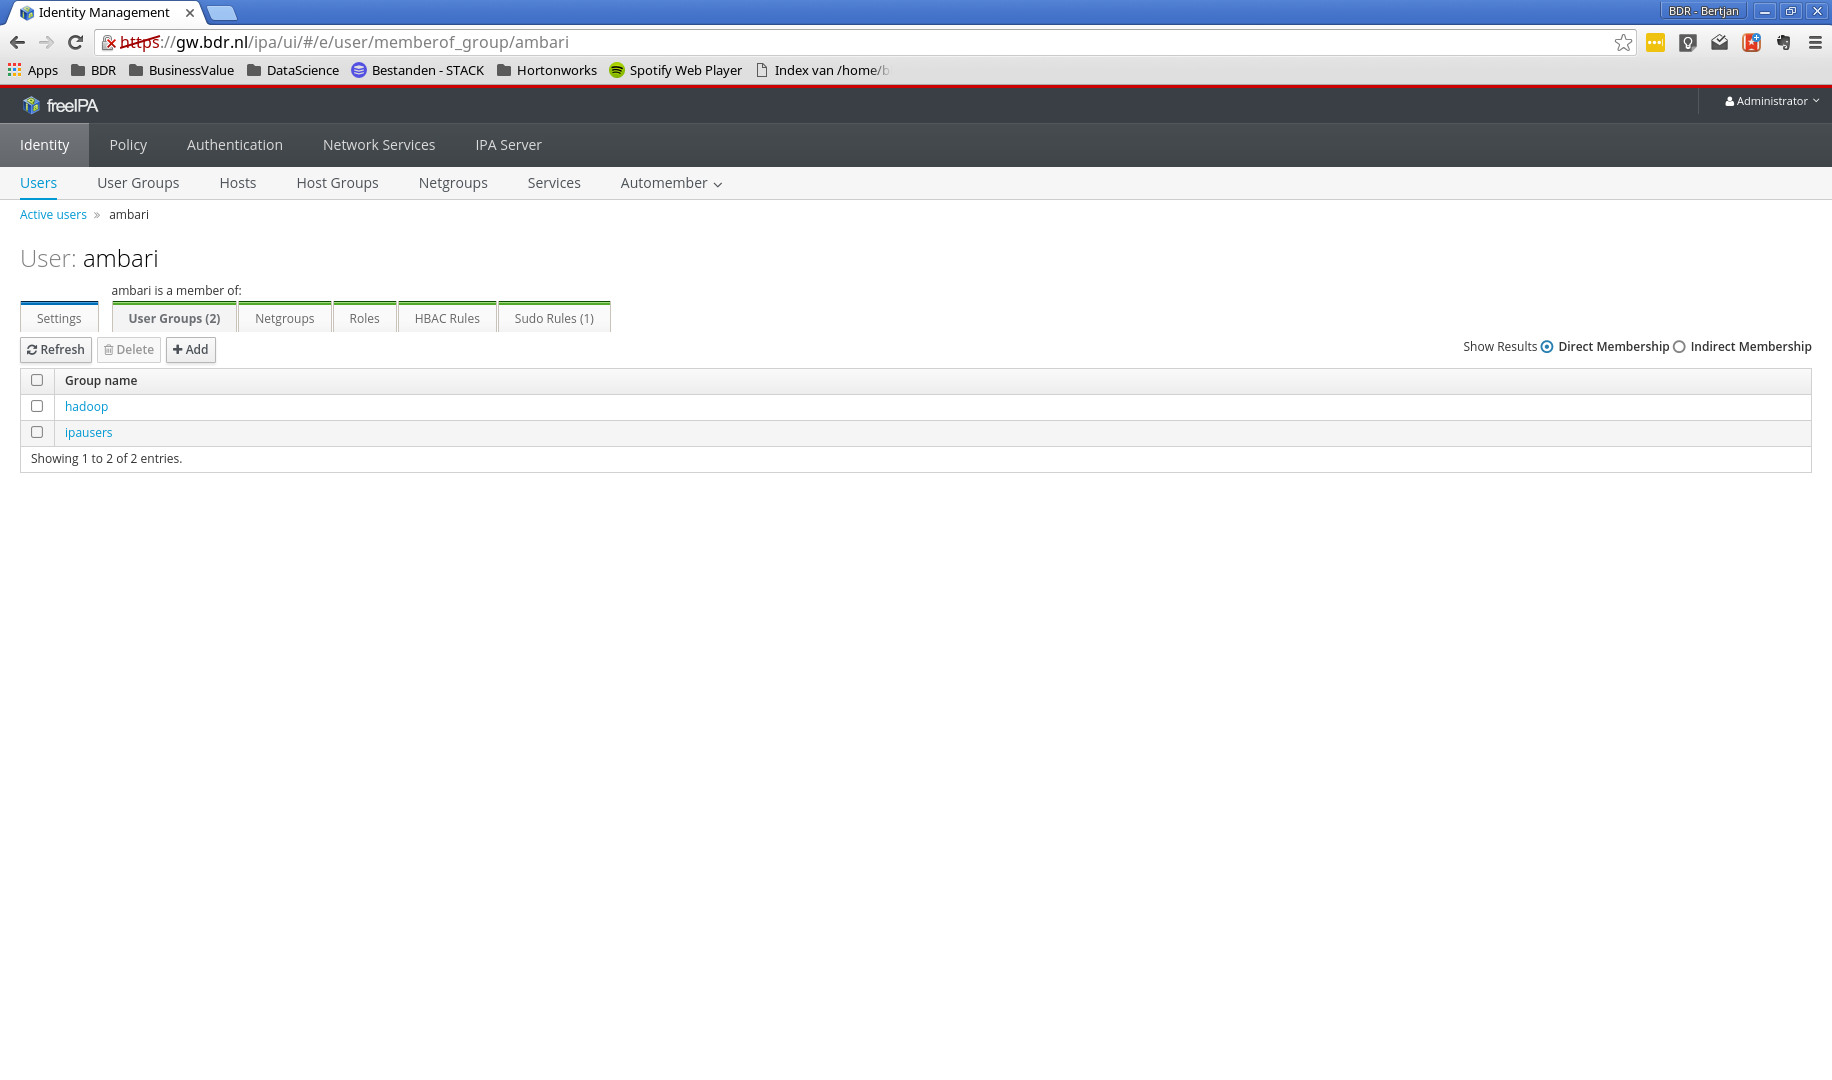 Identity Management
BDR - Bertjan
https://gw.bdr.nl/ipa/ui/#/e/user/memberof_group/ambari
Apps BDR BusinessValue DataScience Bestanden - STACK Hortonworks Spotify Web Player Index van /home/b
freeIPA
Administrator
Identity Policy Authentication Network Services IPA Server
Users User Groups Hosts Host Groups Netgroups Services Automember
Active users » ambari
User: ambari
ambari is a member of:
Settings User Groups (2) Netgroups Roles HBAC Rules Sudo Rules (1)
Refresh Delete Add Show Results Direct Membership Indirect Membership
Group name
hadoop
ipausers
Showing 1 to 2 of 2 entries.